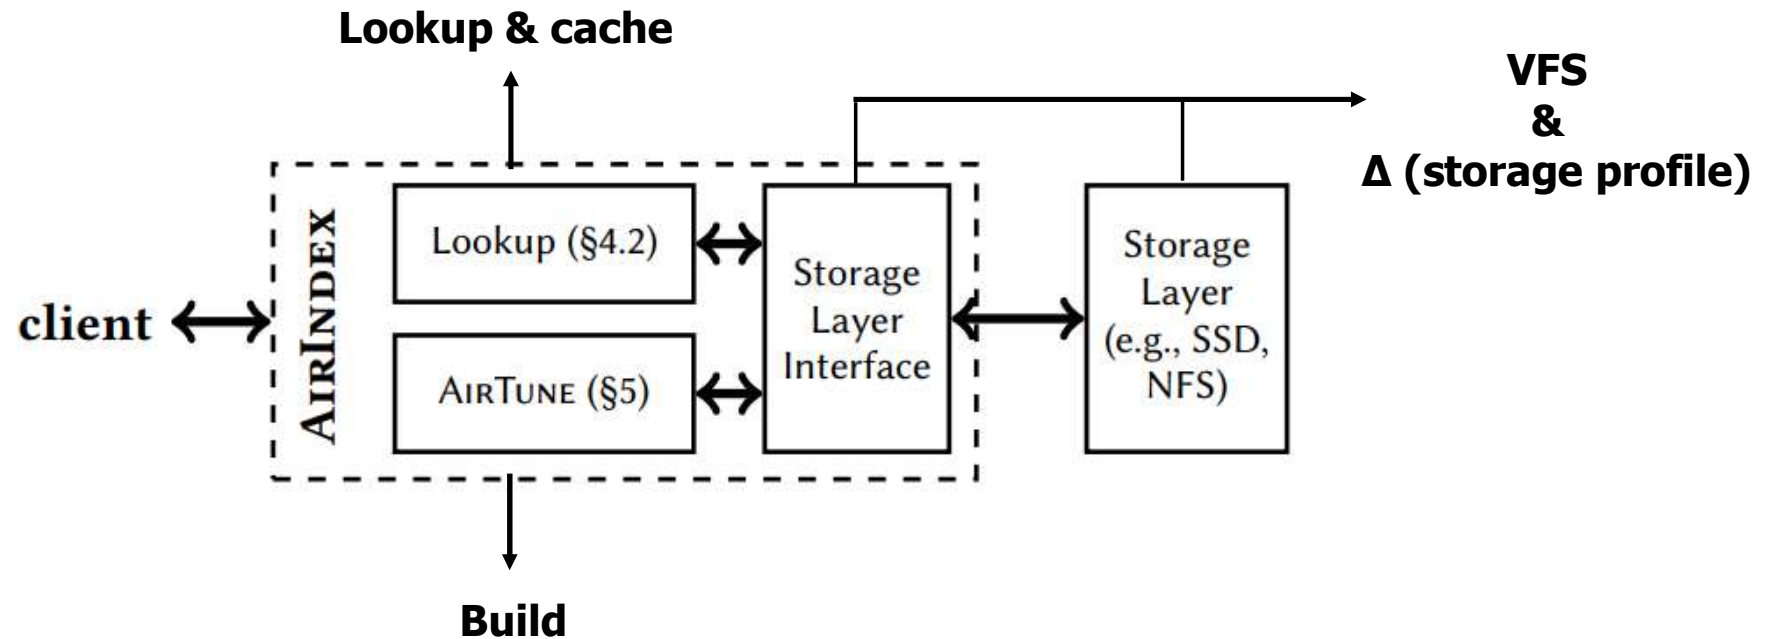 Lookup & cache
VFS
&
Δ (storage profile)
client
AIRINDEX
Lookup (§4.2)
AIRTUNE (§5)
Storage
Layer
Interface
Storage
Layer
(e.g., SSD,
NFS)
Build